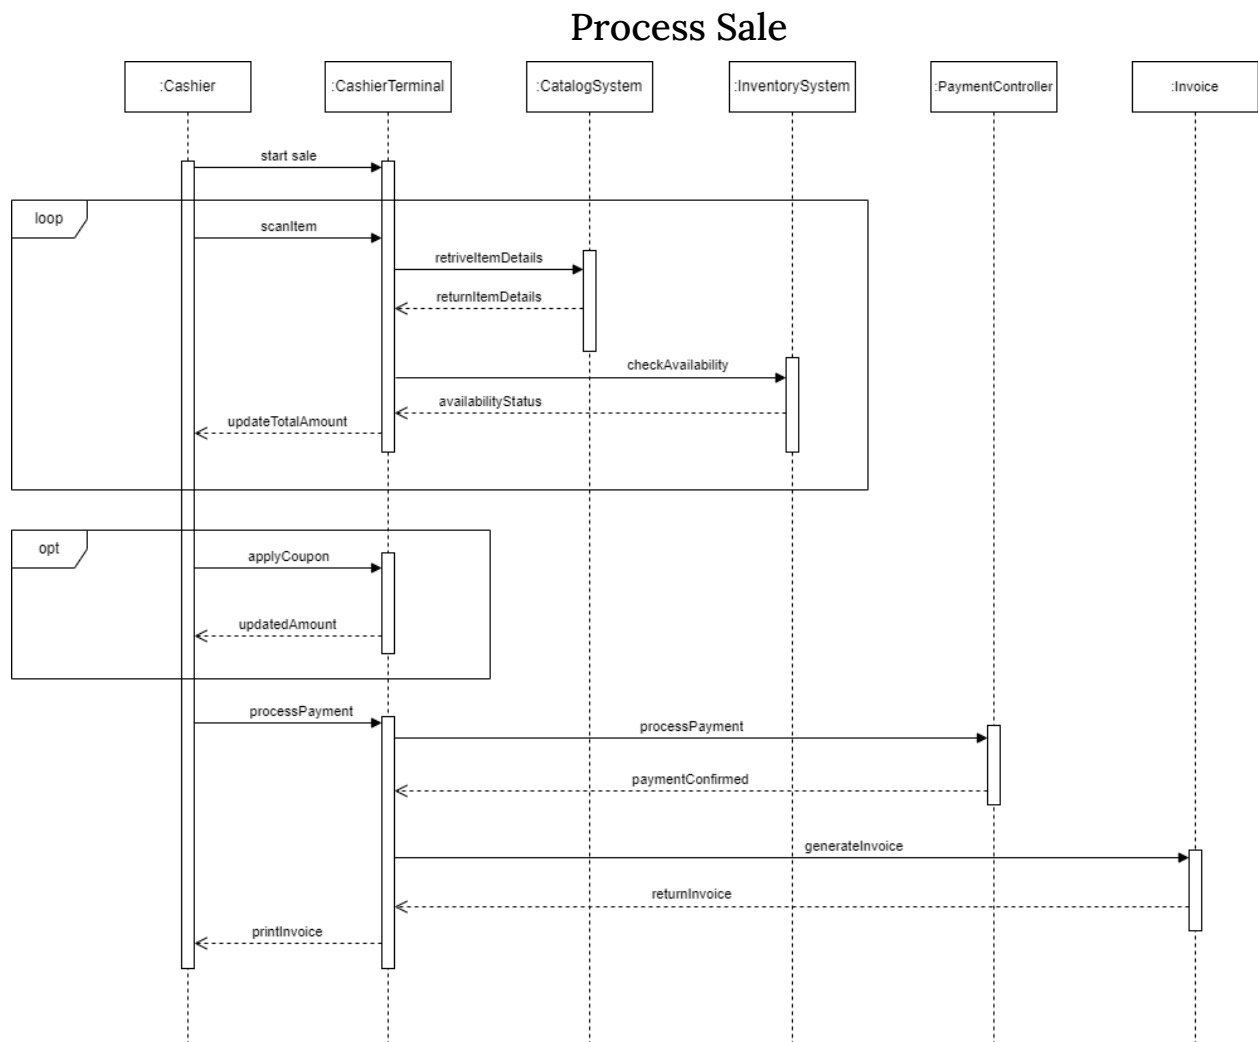 Process Sale
:Cashier
:CashierTerminal
:CatalogSystem
:InventorySystem
:PaymentController
:Invoice
start sale
loop
scanItem
retriveItemDetails
returnItemDetails
checkAvailability
availabilityStatus
updateTotalAmount
opt
applyCoupon
updatedAmount
processPayment
processPayment
paymentConfirmed
generateInvoice
returnInvoice
printInvoice